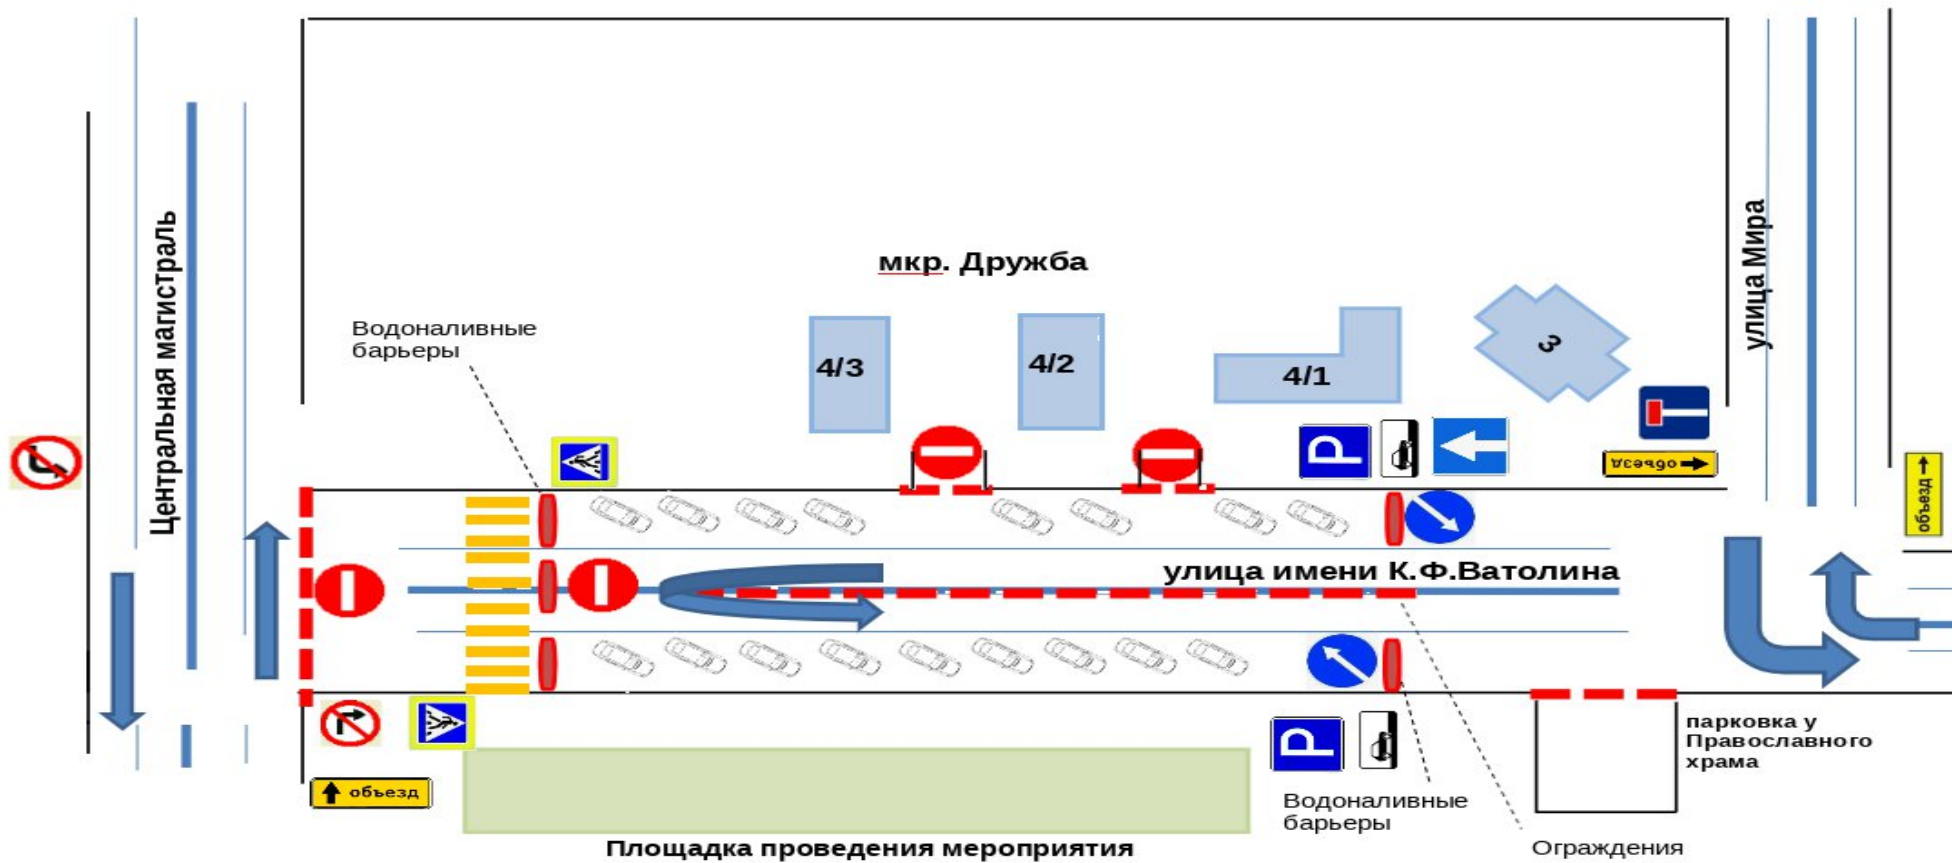 Центральная магистраль
улица Мира
мкр. Дружба
Водоналивные
барьеры
4/3
4/2
4/1
3
P
объезд
объезд
улица имени К.Ф.Ватолина
P
объезд
парковка у
Православного
храма
Водоналивные
барьеры
Ограждения
Площадка проведения мероприятия